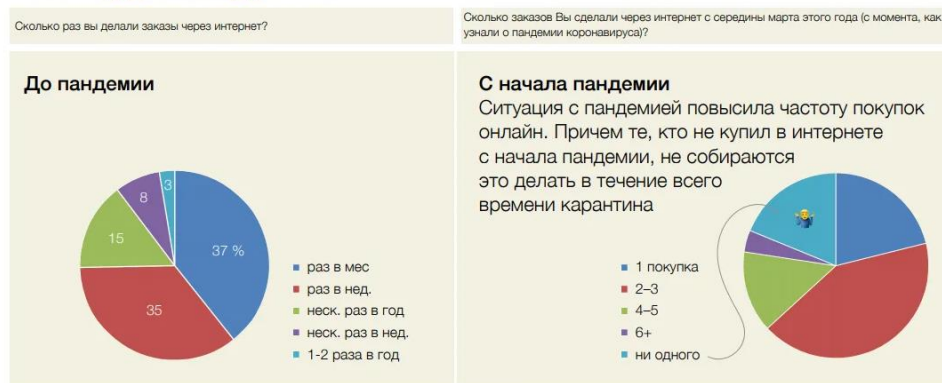 Сколько раз вы делали заказы через интернет?
До пандемии
37 %
35
15
8
3
раз в мес
раз в нед.
неск. раз в год
неск. раз в нед.
1-2 раза в год
Сколько заказов Вы сделали через интернет с середины марта этого года (с момента, как
узнали о пандемии коронавируса)?
С начала пандемии
Ситуация с пандемией повысила частоту покупок
онлайн. Причем те, кто не купил в интернете
с начала пандемии, не собираются
это делать в течение всего
времени карантина
1 покупка
2–3
4–5
6+
ни одного